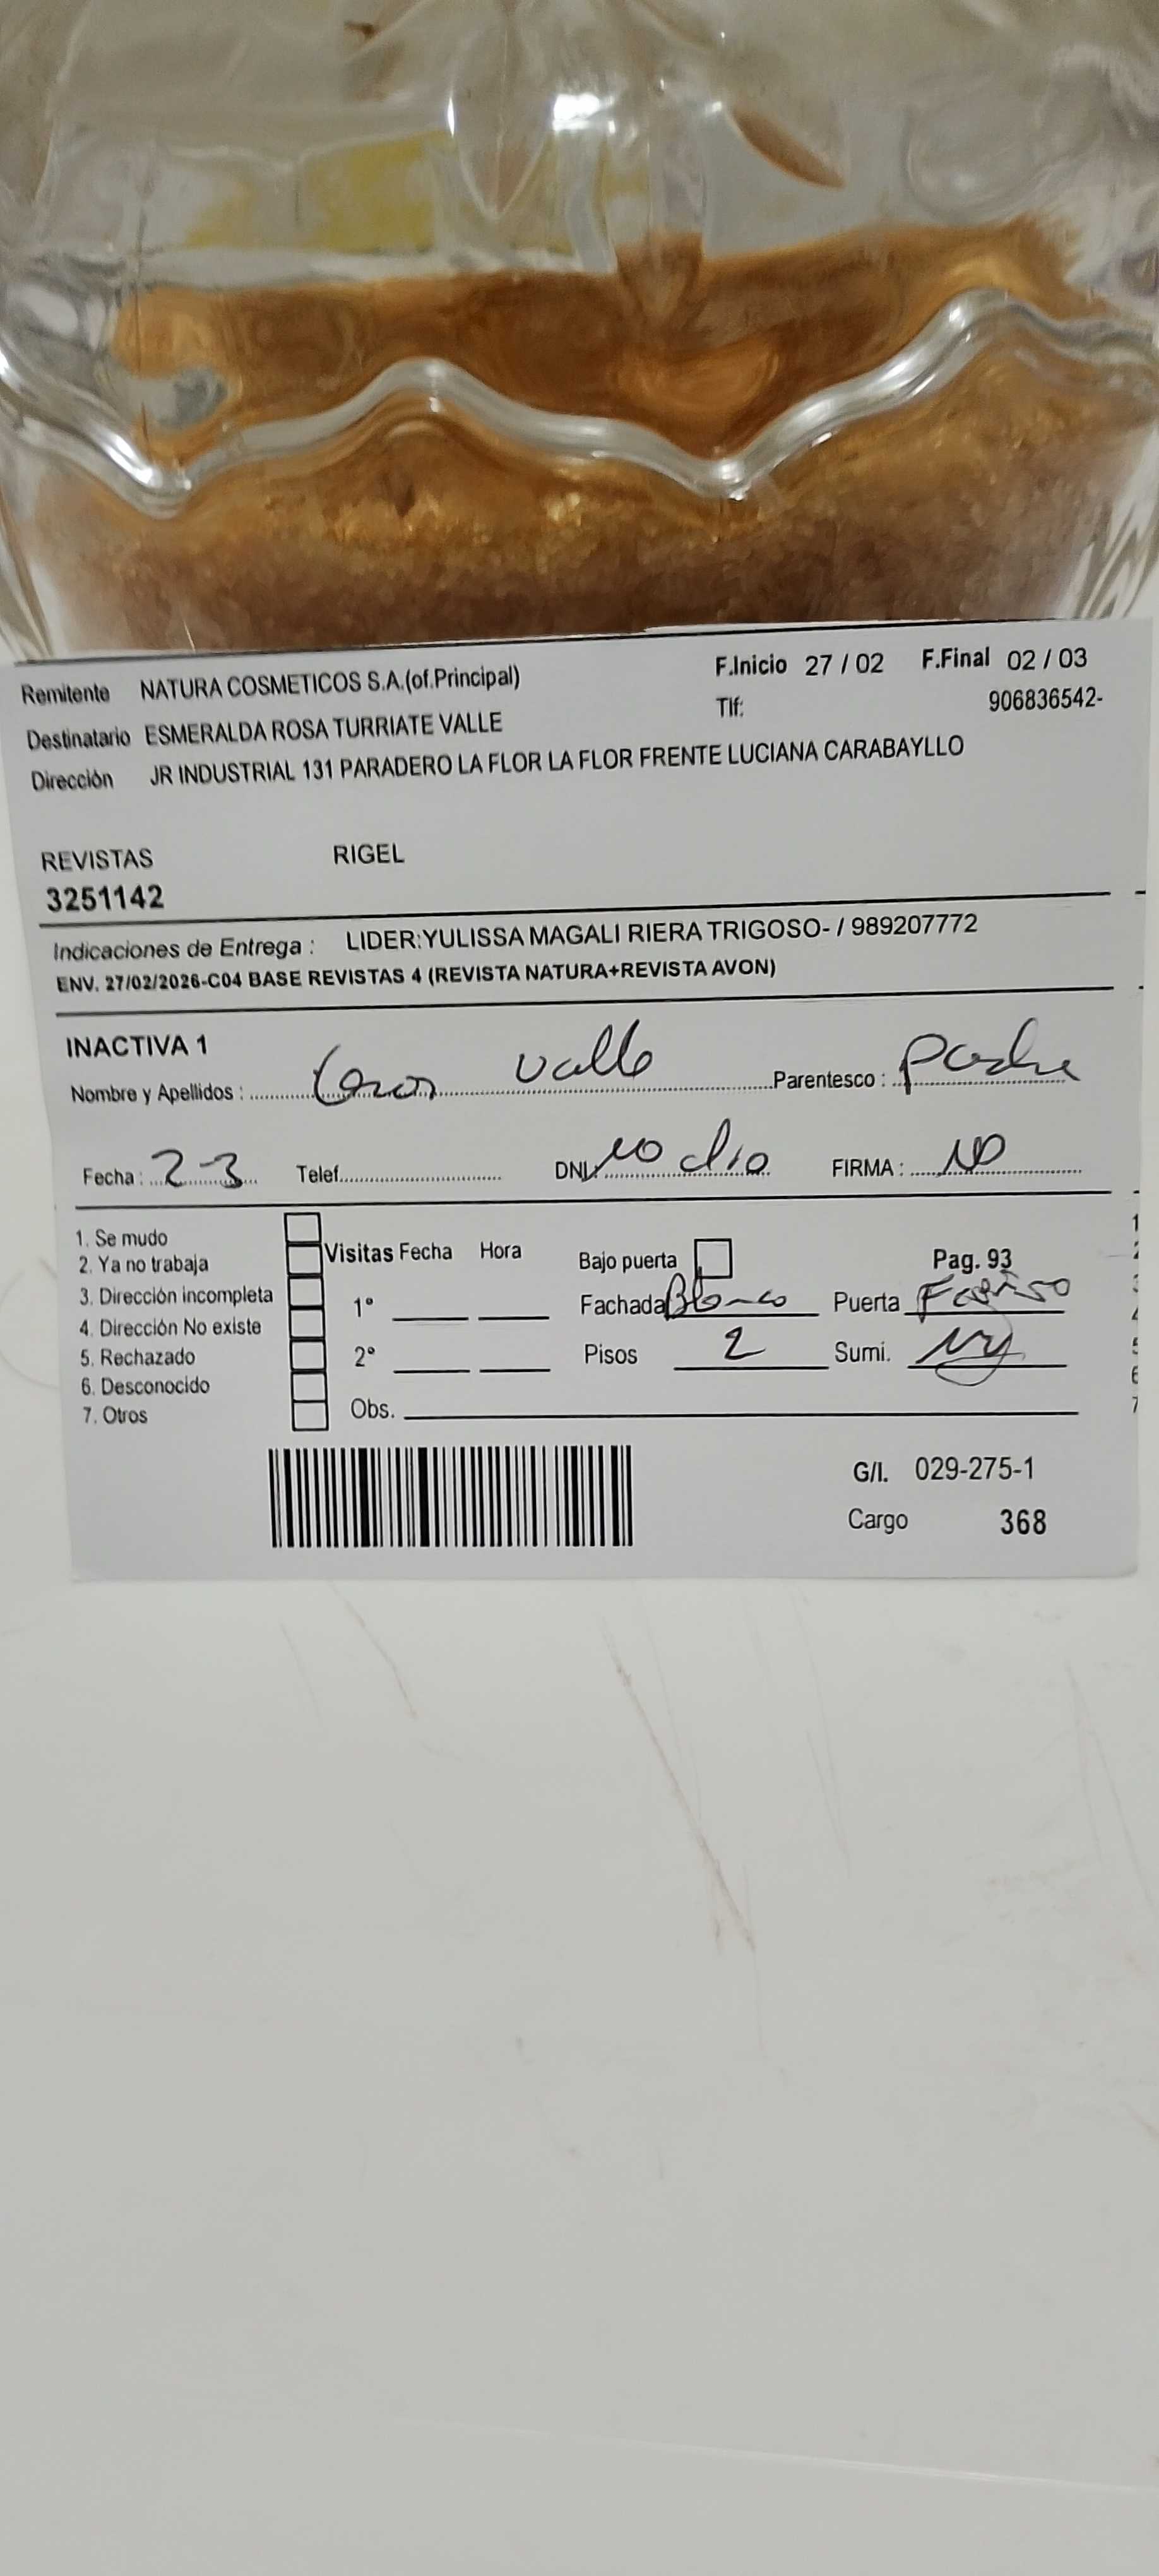 Remitente NATURA COSMETICOS S.A.(of.Principal) F.Inicio 27 / 02 F.Final 02 / 03
Destinatario ESMERALDA ROSA TURRIATE VALLE Tlf: 906836542-
Dirección JR INDUSTRIAL 131 PARADERO LA FLOR LA FLOR FRENTE LUCIANA CARABAYLLO
REVISTAS RIGEL
3251142
Indicaciones de Entrega : LIDER:YULISSA MAGALI RIERA TRIGOSO- / 989207772
ENV. 27/02/2026-C04 BASE REVISTAS 4 (REVISTA NATURA+REVISTA AVON)
INACTIVA 1
Nombre y Apellidos : valle Parentesco : Padre
Fecha : 2-3 Telef. DNI. no dio FIRMA : NO
1. Se mudo
2. Ya no trabaja Visitas Fecha Hora Bajo puerta Pag. 93
3. Dirección incompleta 1° Fachada Blanco Puerta
4. Dirección No existe
5. Rechazado 2° Pisos 2 Sumi.
6. Desconocido
7. Otros Obs.
G/I. 029-275-1
Cargo 368